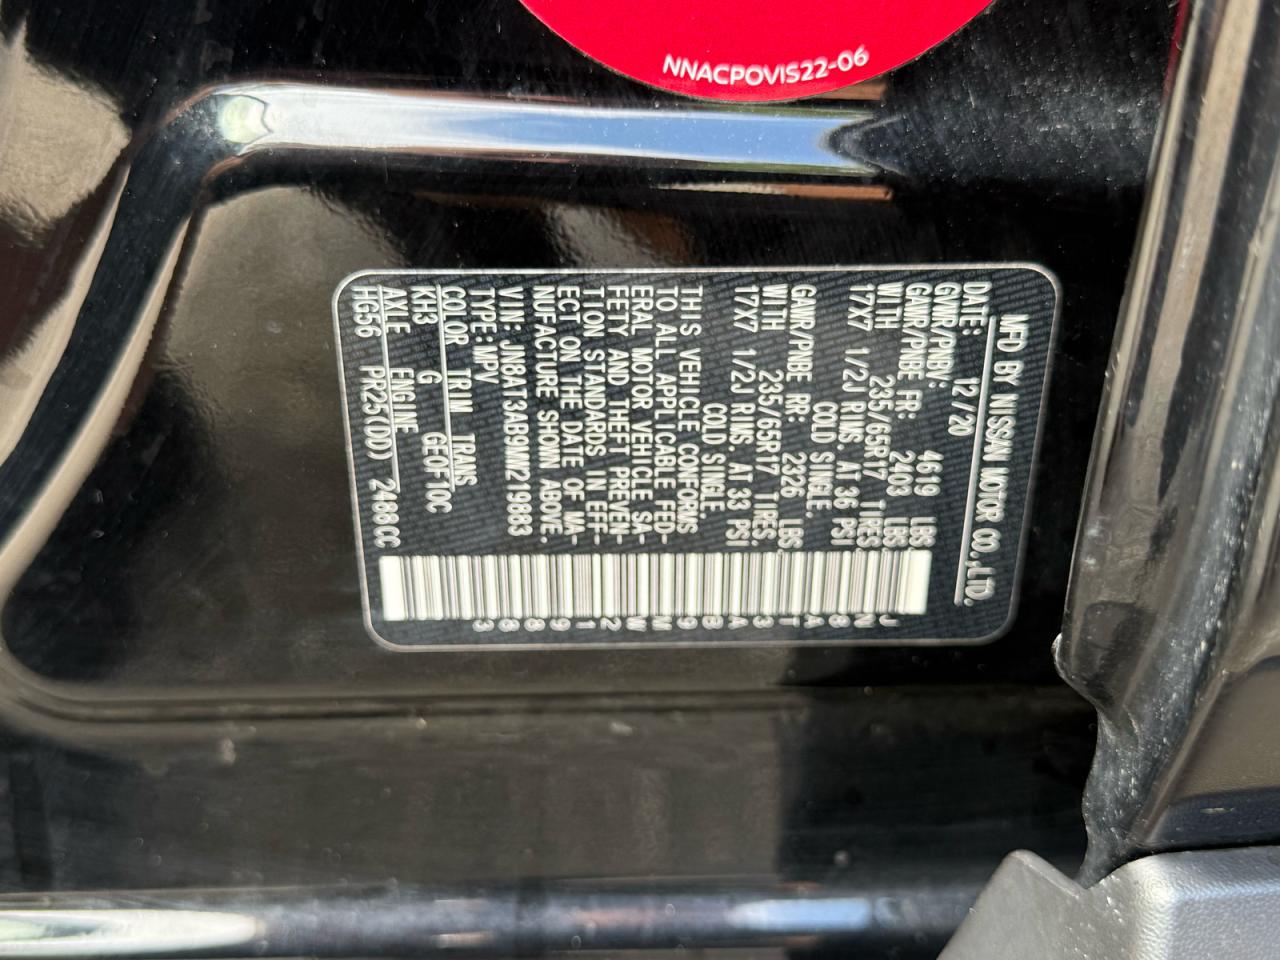 NNACPOVIS22-06
MFD BY NISSAN MOTOR CO.,LTD.
DATE: 12/20
GVWR/PNBV: 4619 LBS.
GAWR/PNBE FR: 2403 LBS.
WITH 235/65R17 TIRES,
17X7 1/2J RIMS. AT 36 PSI
COLD SINGLE.
GAWR/PNBE RR: 2326 LBS.
WITH 235/65R17 TIRES,
17X7 1/2J RIMS. AT 33 PSI
COLD SINGLE.
THIS VEHICLE CONFORMS
TO ALL APPLICABLE FED-
ERAL MOTOR VEHICLE SA-
FETY AND THEFT PREVEN-
TION STANDARDS IN EFF-
ECT ON THE DATE OF MA-
NUFACTURE SHOWN ABOVE.
VIN: JN8AT3AB9MW219883
TYPE:MPV
COLOR TRIM TRANS
KH3 G GE0F10C
AXLE ENGINE
HG56 PR25(DD) 2488CC
JN8AT3AB9MW219883